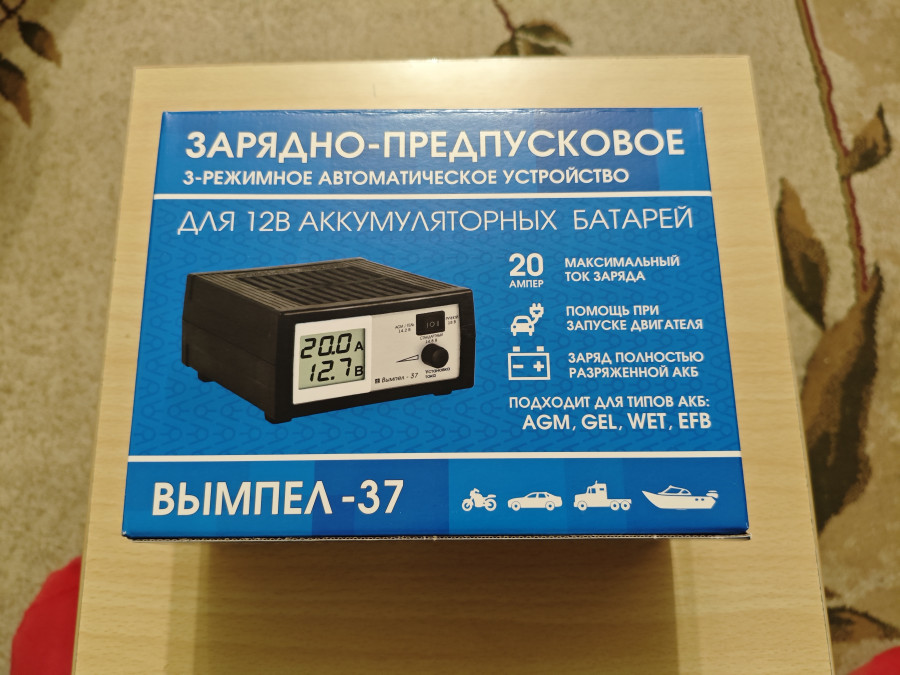 ЗАРЯДНО-ПРЕДПУСКОВОЕ
3-РЕЖИМНОЕ АВТОМАТИЧЕСКОЕ УСТРОЙСТВО
ДЛЯ 12В АККУМУЛЯТОРНЫХ БАТАРЕЙ
20
АМПЕР
МАКСИМАЛЬНЫЙ
ТОК ЗАРЯДА
ПОМОЩЬ ПРИ
ЗАПУСКЕ ДВИГАТЕЛЯ
ЗАРЯД ПОЛНОСТЬЮ
РАЗРЯЖЕННОЙ АКБ
ПОДХОДИТ ДЛЯ ТИПОВ АКБ:
AGM, GEL, WET, EFB
20.0 А
12.7 В
Вымпел - 37
Установка
тока
ВЫМПЕЛ -37